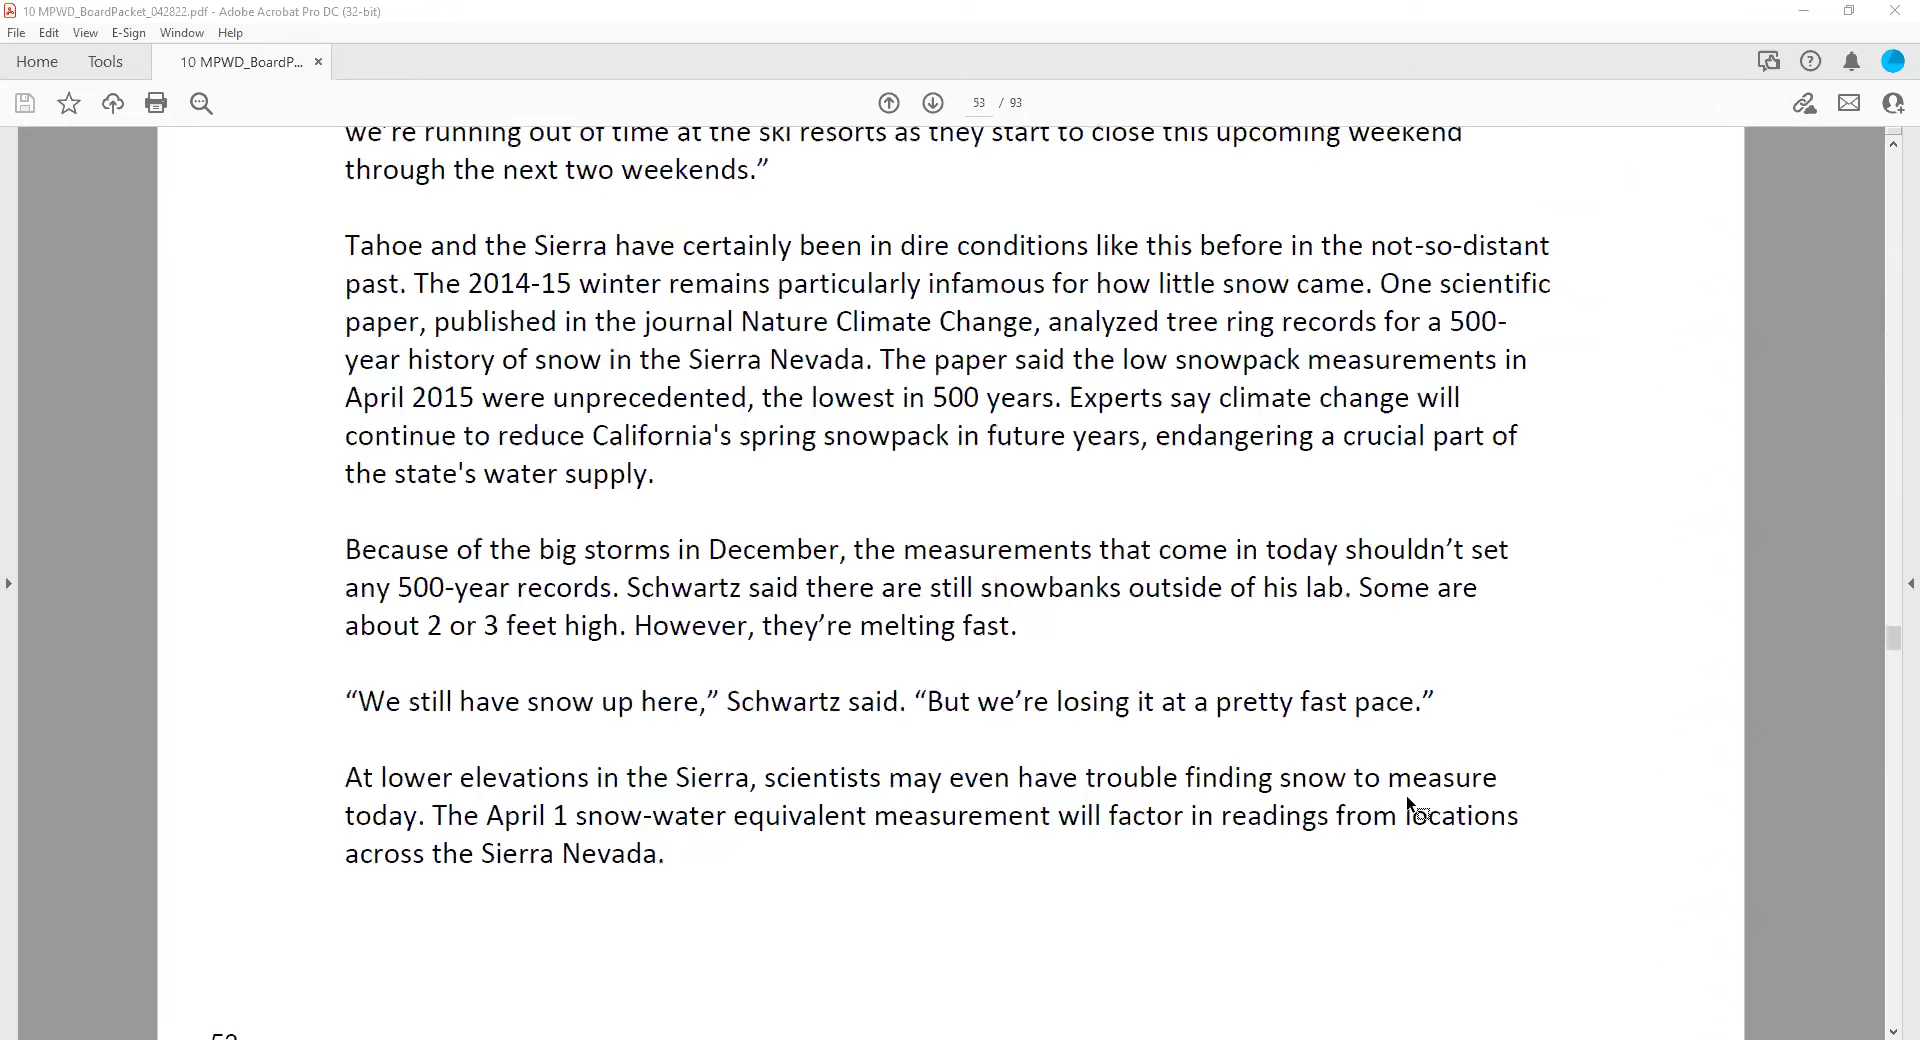 10 MPWD_BoardPacket_042822.pdf - Adobe Acrobat Pro DC (32-bit)
File Edit View E-Sign Window Help
Home Tools 10 MPWD_BoardP... ×
53 / 93
we're running out of time at the ski resorts as they start to close this upcoming weekend
through the next two weekends.”
Tahoe and the Sierra have certainly been in dire conditions like this before in the not-so-distant
past. The 2014-15 winter remains particularly infamous for how little snow came. One scientific
paper, published in the journal Nature Climate Change, analyzed tree ring records for a 500-
year history of snow in the Sierra Nevada. The paper said the low snowpack measurements in
April 2015 were unprecedented, the lowest in 500 years. Experts say climate change will
continue to reduce California's spring snowpack in future years, endangering a crucial part of
the state's water supply.
Because of the big storms in December, the measurements that come in today shouldn’t set
any 500-year records. Schwartz said there are still snowbanks outside of his lab. Some are
about 2 or 3 feet high. However, they’re melting fast.
“We still have snow up here,” Schwartz said. “But we’re losing it at a pretty fast pace.”
At lower elevations in the Sierra, scientists may even have trouble finding snow to measure
today. The April 1 snow-water equivalent measurement will factor in readings from locations
across the Sierra Nevada.